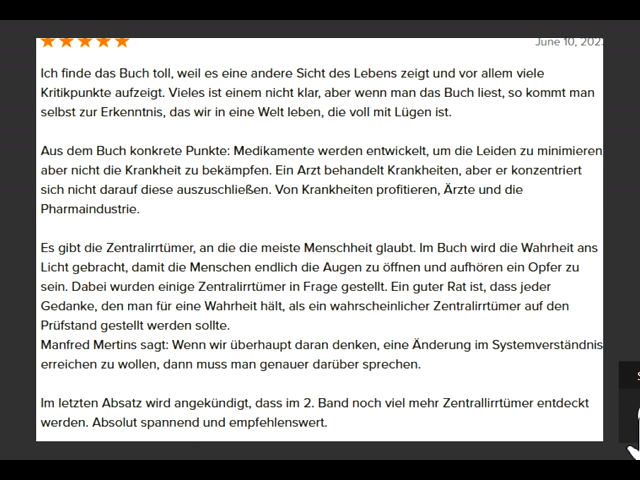 June 10, 202
Ich finde das Buch toll, weil es eine andere Sicht des Lebens zeigt und vor allem viele
Kritikpunkte aufzeigt. Vieles ist einem nicht klar, aber wenn man das Buch liest, so kommt man
selbst zur Erkenntnis, das wir in eine Welt leben, die voll mit Lügen ist.
Aus dem Buch konkrete Punkte: Medikamente werden entwickelt, um die Leiden zu minimieren
aber nicht die Krankheit zu bekämpfen. Ein Arzt behandelt Krankheiten, aber er konzentriert
sich nicht darauf diese auszuschließen. Von Krankheiten profitieren, Ärzte und die
Pharmaindustrie.
Es gibt die Zentralirrtümer, an die die meiste Menschheit glaubt. Im Buch wird die Wahrheit ans
Licht gebracht, damit die Menschen endlich die Augen zu öffnen und aufhören ein Opfer zu
sein. Dabei wurden einige Zentralirrtümer in Frage gestellt. Ein guter Rat ist, dass jeder
Gedanke, den man für eine Wahrheit hält, als ein wahrscheinlicher Zentralirrtümer auf den
Prüfstand gestellt werden sollte.
Manfred Mertins sagt: Wenn wir überhaupt daran denken, eine Änderung im Systemverständnis
erreichen zu wollen, dann muss man genauer darüber sprechen.
Im letzten Absatz wird angekündigt, dass im 2. Band noch viel mehr Zentrallirrtümer entdeckt
werden. Absolut spannend und empfehlenswert.